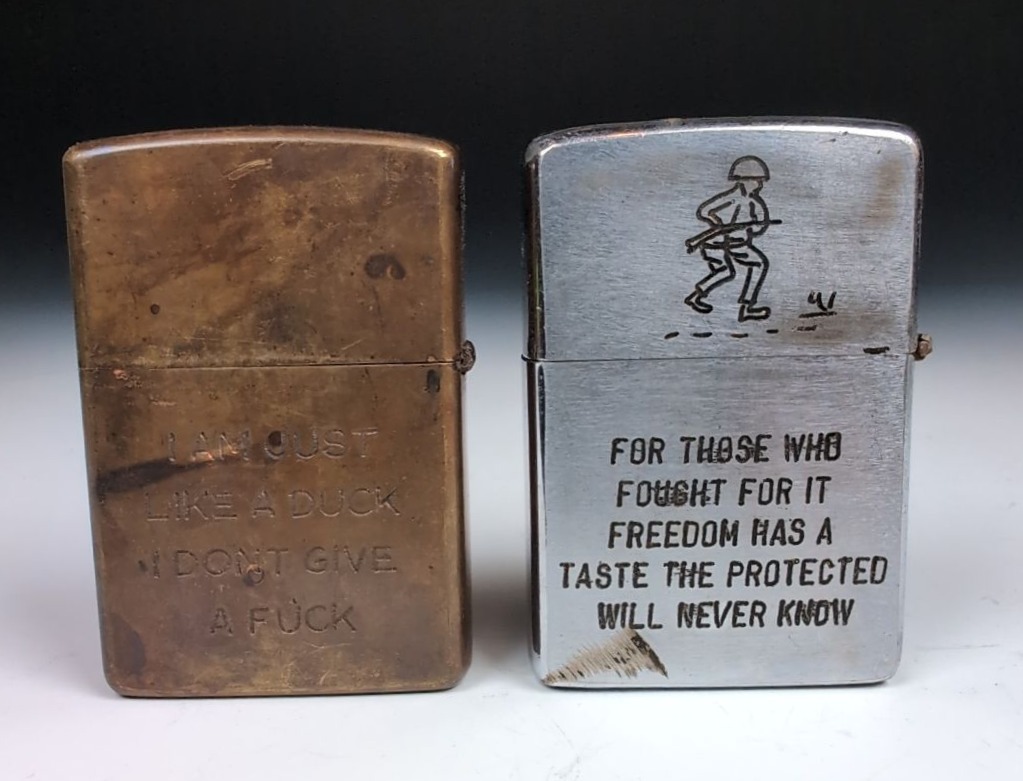 I AM JUST
LIKE A DUCK
I DONT GIVE
A FUCK
FOR THOSE WHO
FOUGHT FOR IT
FREEDOM HAS A
TASTE THE PROTECTED
WILL NEVER KNOW